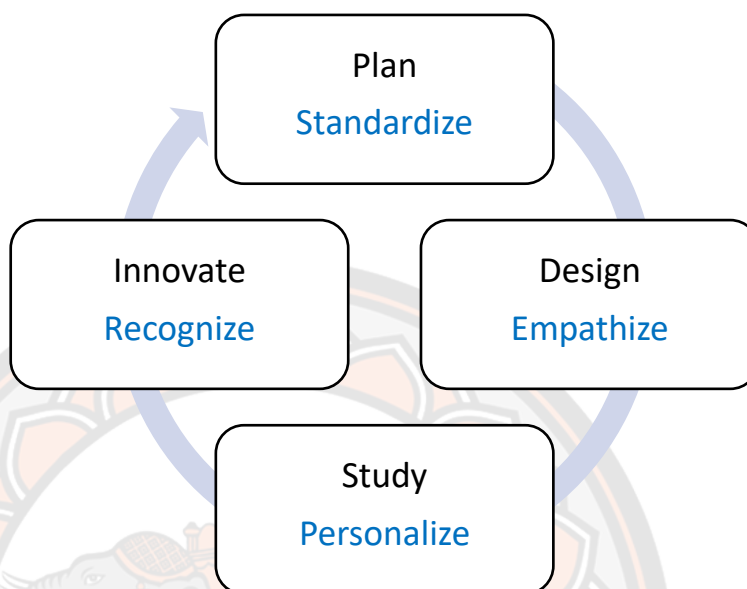 Plan
Standardize
Innovate
Recognize
Design
Empathize
Study
Personalize